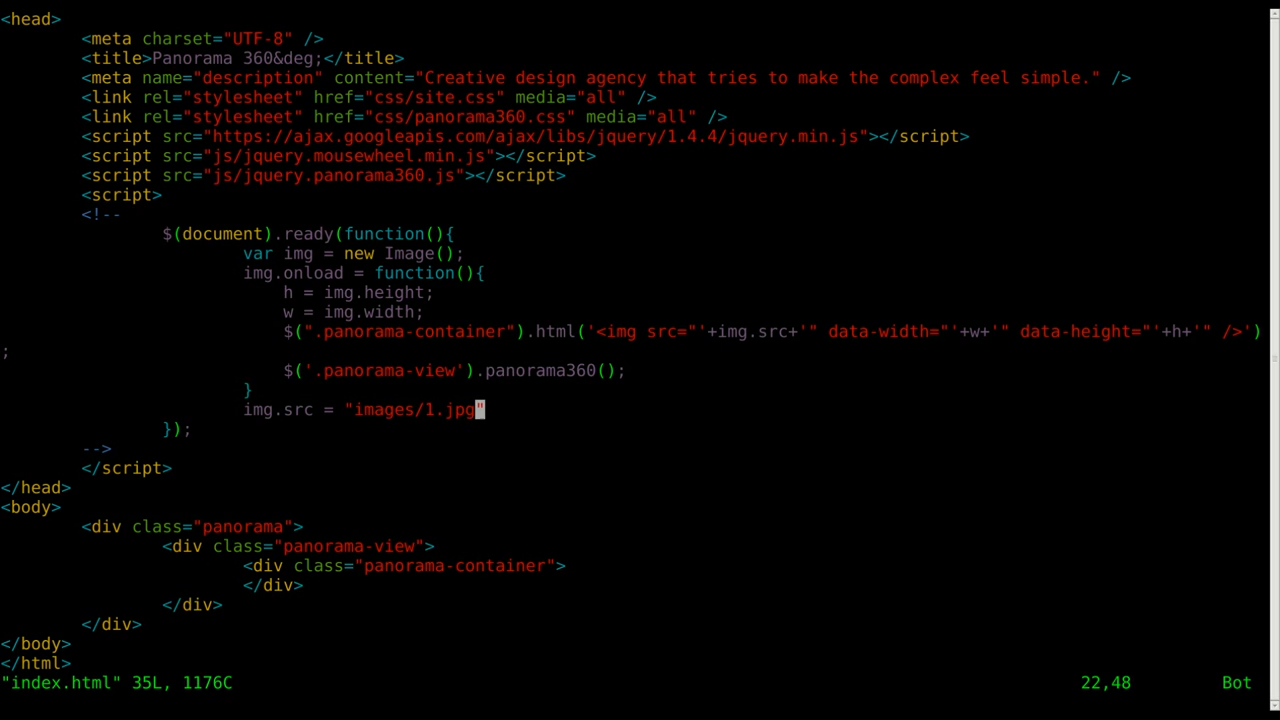 <head>
<meta charset="UTF-8" />
<title>Panorama 360&deg;</title>
<meta name="description" content="Creative design agency that tries to make the complex feel simple." />
<link rel="stylesheet" href="css/site.css" media="all" />
<link rel="stylesheet" href="css/panorama360.css" media="all" />
<script src="https://ajax.googleapis.com/ajax/libs/jquery/1.4.4/jquery.min.js"></script>
<script src="js/jquery.mousewheel.min.js"></script>
<script src="js/jquery.panorama360.js"></script>
<script>
<!--
$(document).ready(function(){
var img = new Image();
img.onload = function(){
h = img.height;
w = img.width;
$(".panorama-container").html('<img src="'+img.src+'" data-width="'+w+'" data-height="'+h+'" />')
;
$('.panorama-view').panorama360();
}
img.src = "images/1.jpg"
});
-->
</script>
</head>
<body>
<div class="panorama">
<div class="panorama-view">
<div class="panorama-container">
</div>
</div>
</div>
</body>
</html>
"index.html" 35L, 1176C 22,48 Bot